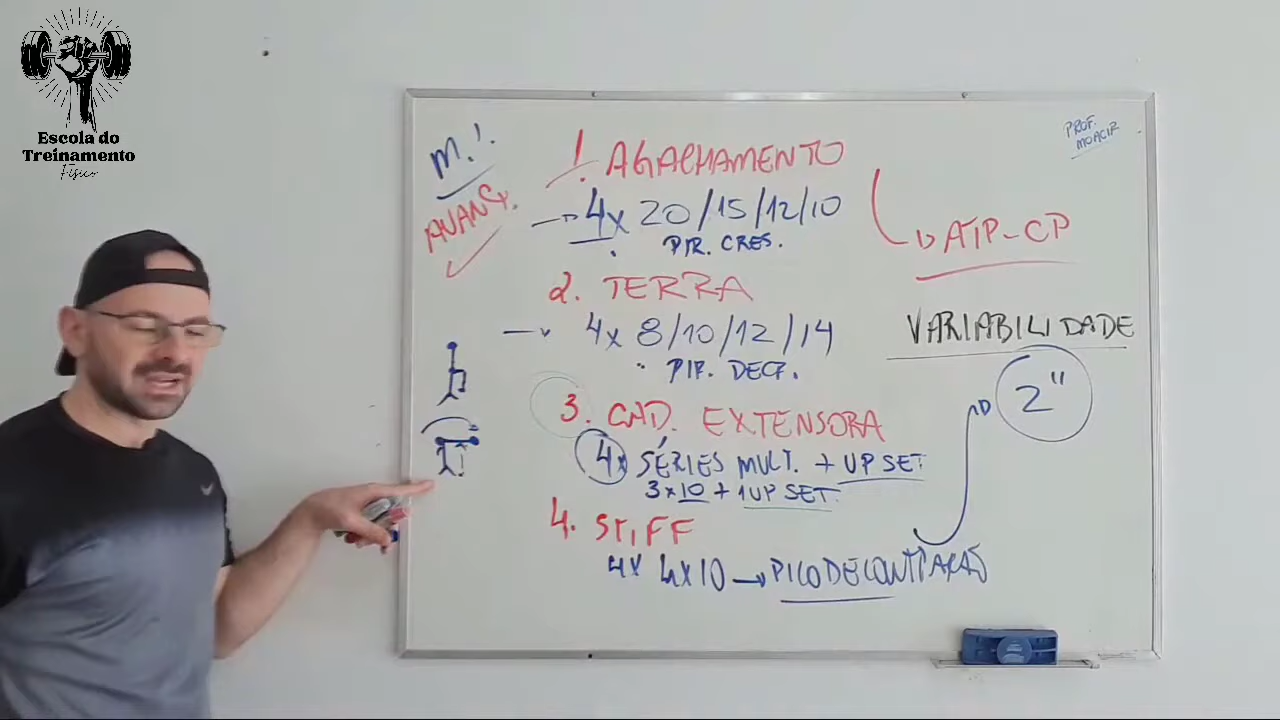 Escola do
Treinamento
Físico
PROF.
MOACIR
M.I.
AVANÇ.
1. AGACHAMENTO
4x 20/15/12/10
PIR. CRES.
ATP-CP
2. TERRA
4x 8/10/12/14
PIR. DECR.
VARIABILIDADE
2"
3. CAD. EXTENSORA
4x SÉRIES MULT. + UP SET
3x10 + 1UP SET.
4. STIFF
4x 4x10 → PICO DE CONTRAÇÃO